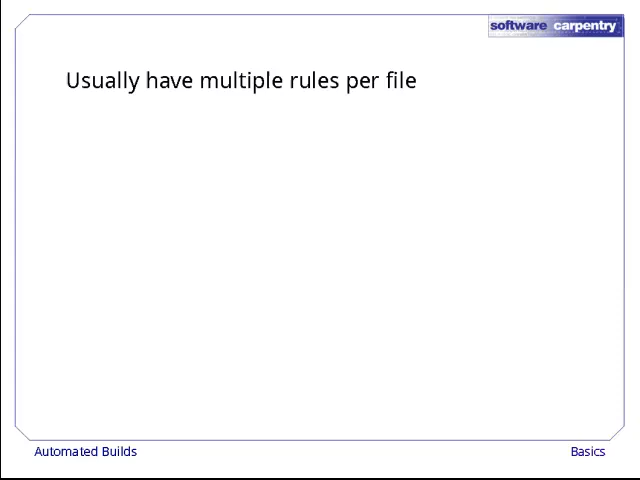 software carpentry
Usually have multiple rules per file
Automated Builds
Basics